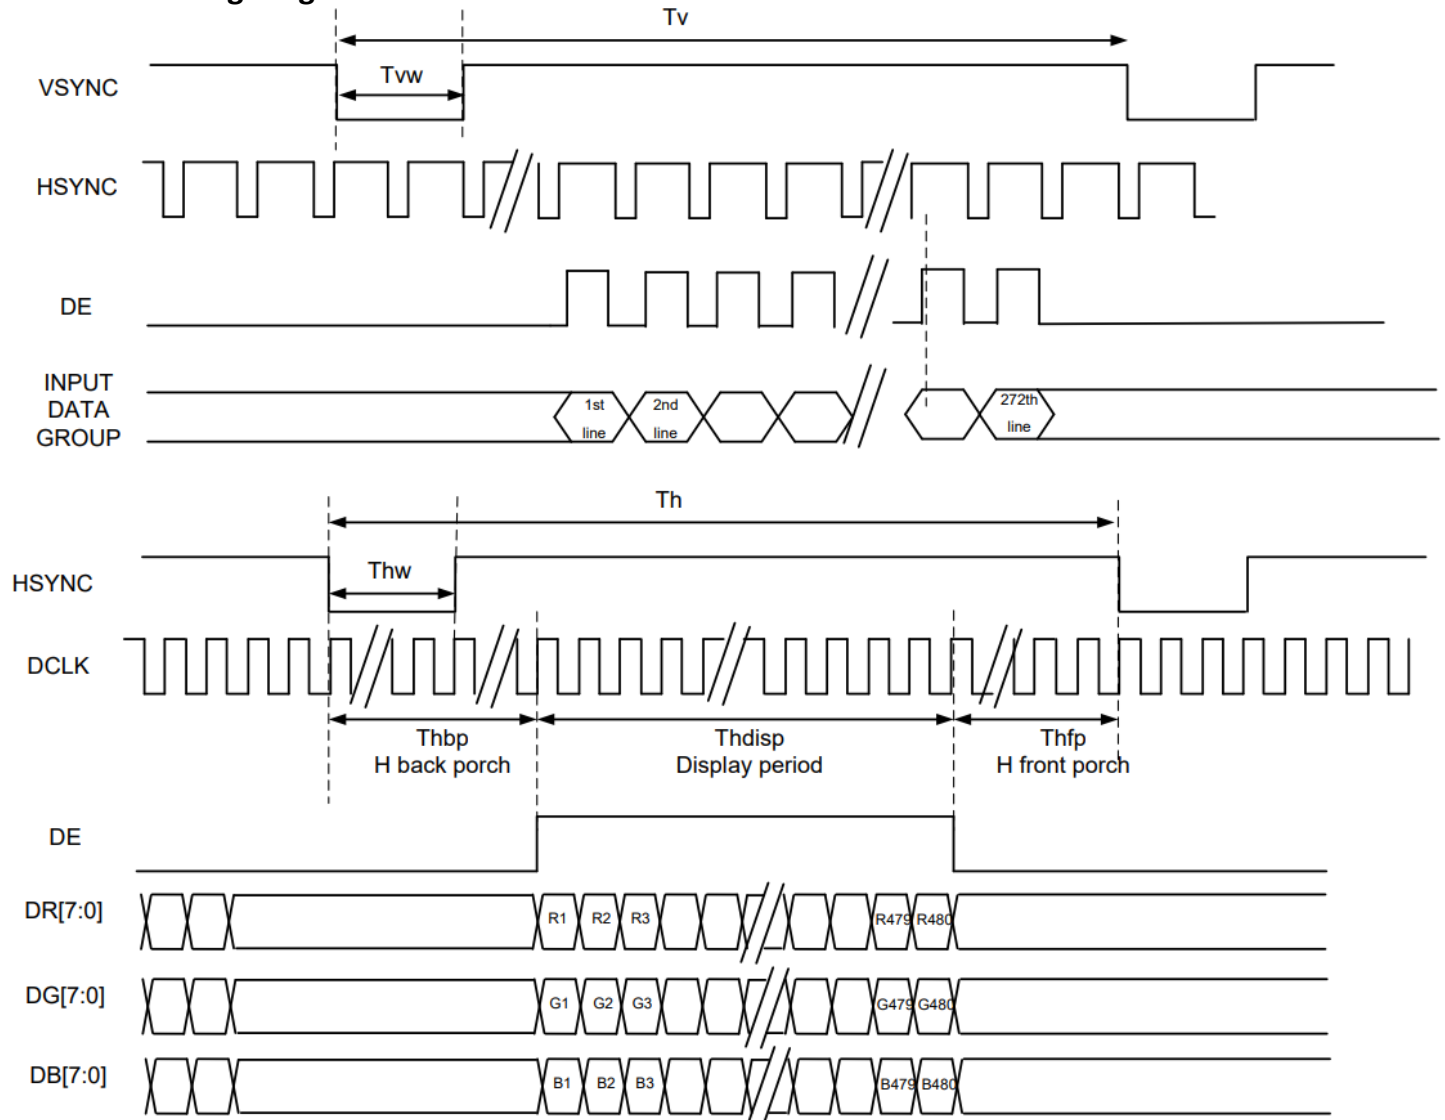 Tv
Tvw
VSYNC
HSYNC
DE
INPUT
DATA
GROUP
1st
line
2nd
line
272th
line
Th
Thw
HSYNC
DCLK
Thbp
H back porch
Thdisp
Display period
Thfp
H front porch
DE
DR[7:0]
R1 R2 R3 R479 R480
DG[7:0]
G1 G2 G3 G479 G480
DB[7:0]
B1 B2 B3 B479 B480